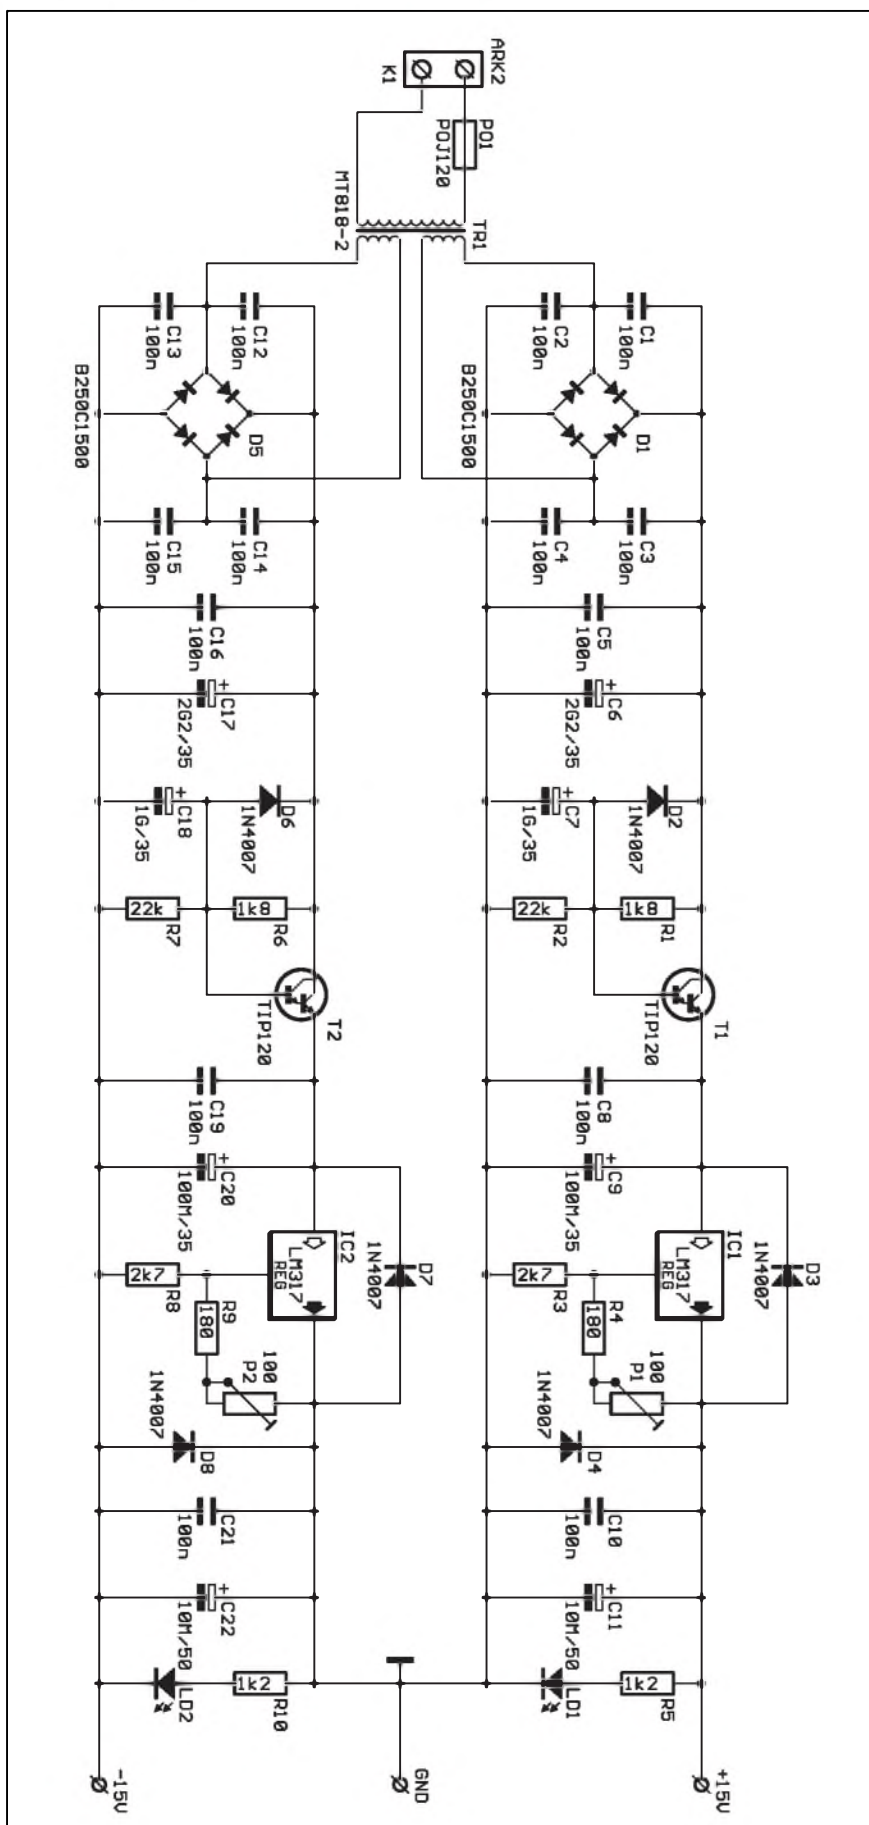 ARK2
K1
PO1
POJ120
MT818-2
TR1
C13
100n
C12
100n
C2
100n
C1
100n
B250C1500
D5
B250C1500
D1
C15
100n
C14
100n
C4
100n
C3
100n
C16
100n
C5
100n
+
C17
2G2/35
+
C6
2G2/35
+
C18
1G/35
D6
1N4007
+
C7
1G/35
D2
1N4007
22k
R7
1k8
R6
22k
R2
1k8
R1
TIP120
T2
TIP120
T1
C19
100n
C8
100n
+
C20
100M/35
+
C9
100M/35
2k7
R8
IC2
LM317
REG
1N4007
D7
2k7
R3
IC1
LM317
REG
1N4007
D3
R9
180
100
P2
R4
180
100
P1
1N4007
D8
1N4007
D4
C21
100n
C10
100n
+
C22
10M/50
+
C11
10M/50
LD2
1k2
R10
LD1
1k2
R5
-15V
GND
+15V